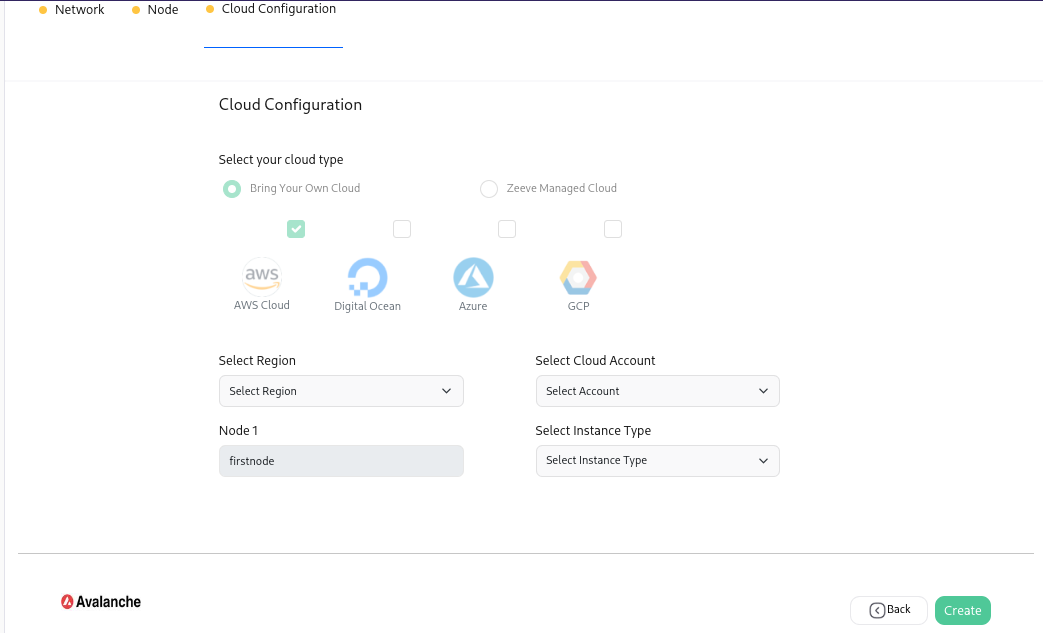 Network Node Cloud Configuration
Cloud Configuration
Select your cloud type
Bring Your Own Cloud Zeeve Managed Cloud
aws
AWS Cloud Digital Ocean Azure GCP
Select Region Select Cloud Account
Select Region Select Account
Node 1 Select Instance Type
firstnode Select Instance Type
Avalanche Back Create